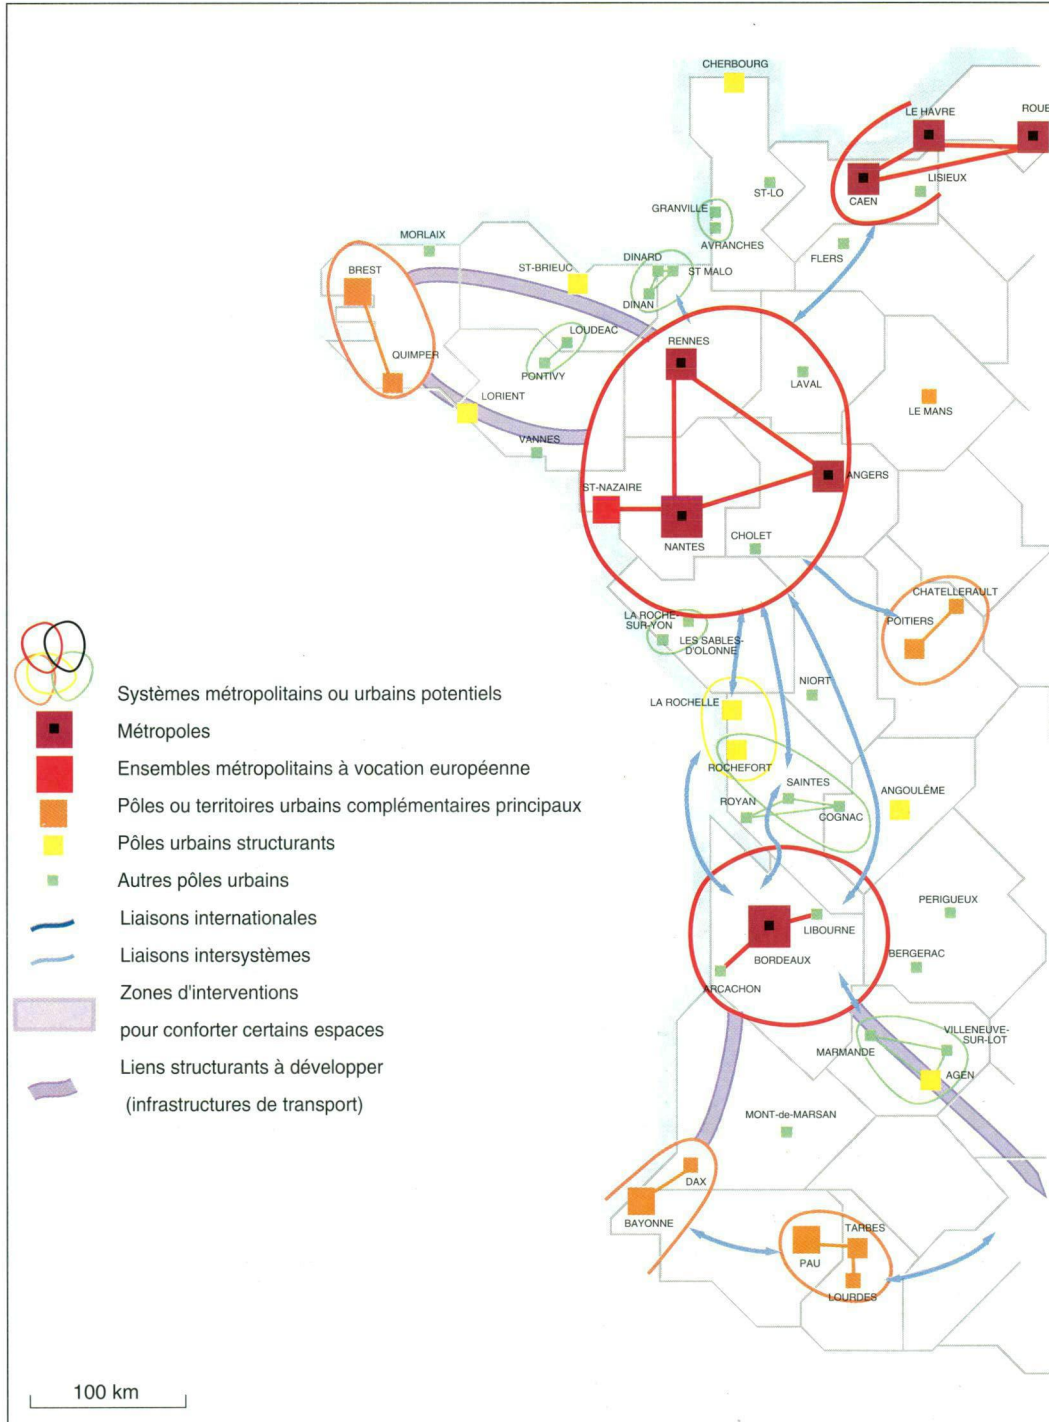 CHERBOURG
LE HAVRE
ROUE
CAEN
LISIEUX
ST-LO
GRANVILLE
AVRANCHES
FLERS
MORLAIX
BREST
ST-BRIEUC
DINARD
ST MALO
DINAN
LOUDEAC
PONTIVY
QUIMPER
LORIENT
VANNES
RENNES
LAVAL
LE MANS
ST-NAZAIRE
ANGERS
NANTES
CHOLET
CHATELLERAULT
POITIERS
LA ROCHE-
SUR-YON
LES SABLES-
D'OLONNE
NIORT
LA ROCHELLE
ROCHEFORT
SAINTES
ROYAN
COGNAC
ANGOULÊME
PERIGUEUX
LIBOURNE
BORDEAUX
BERGERAC
ARCACHON
MARMANDE
VILLENEUVE-
SUR-LOT
AGEN
MONT-de-MARSAN
DAX
BAYONNE
TARBES
PAU
LOURDES
Systèmes métropolitains ou urbains potentiels
Métropoles
Ensembles métropolitains à vocation européenne
Pôles ou territoires urbains complémentaires principaux
Pôles urbains structurants
Autres pôles urbains
Liaisons internationales
Liaisons intersystèmes
Zones d'interventions
pour conforter certains espaces
Liens structurants à développer
(infrastructures de transport)
100 km